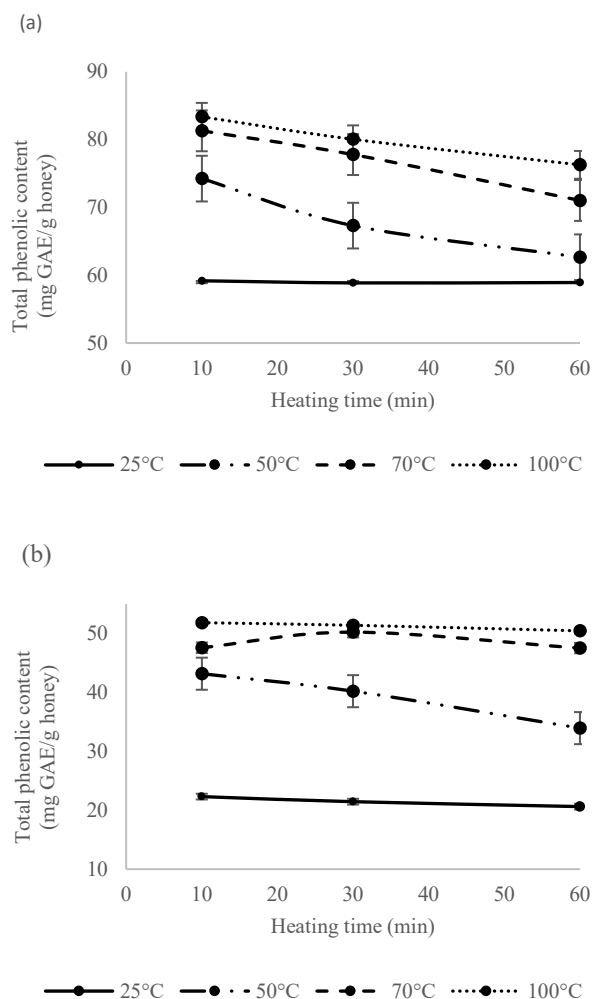 (a)
90
80
70
60
50
Total phenolic content
(mg GAE/g honey)
0 10 20 30 40 50 60
Heating time (min)
25°C 50°C 70°C 100°C
(b)
50
40
30
20
10
Total phenolic content
(mg GAE/g honey)
0 10 20 30 40 50 60
Heating time (min)
25°C 50°C 70°C 100°C